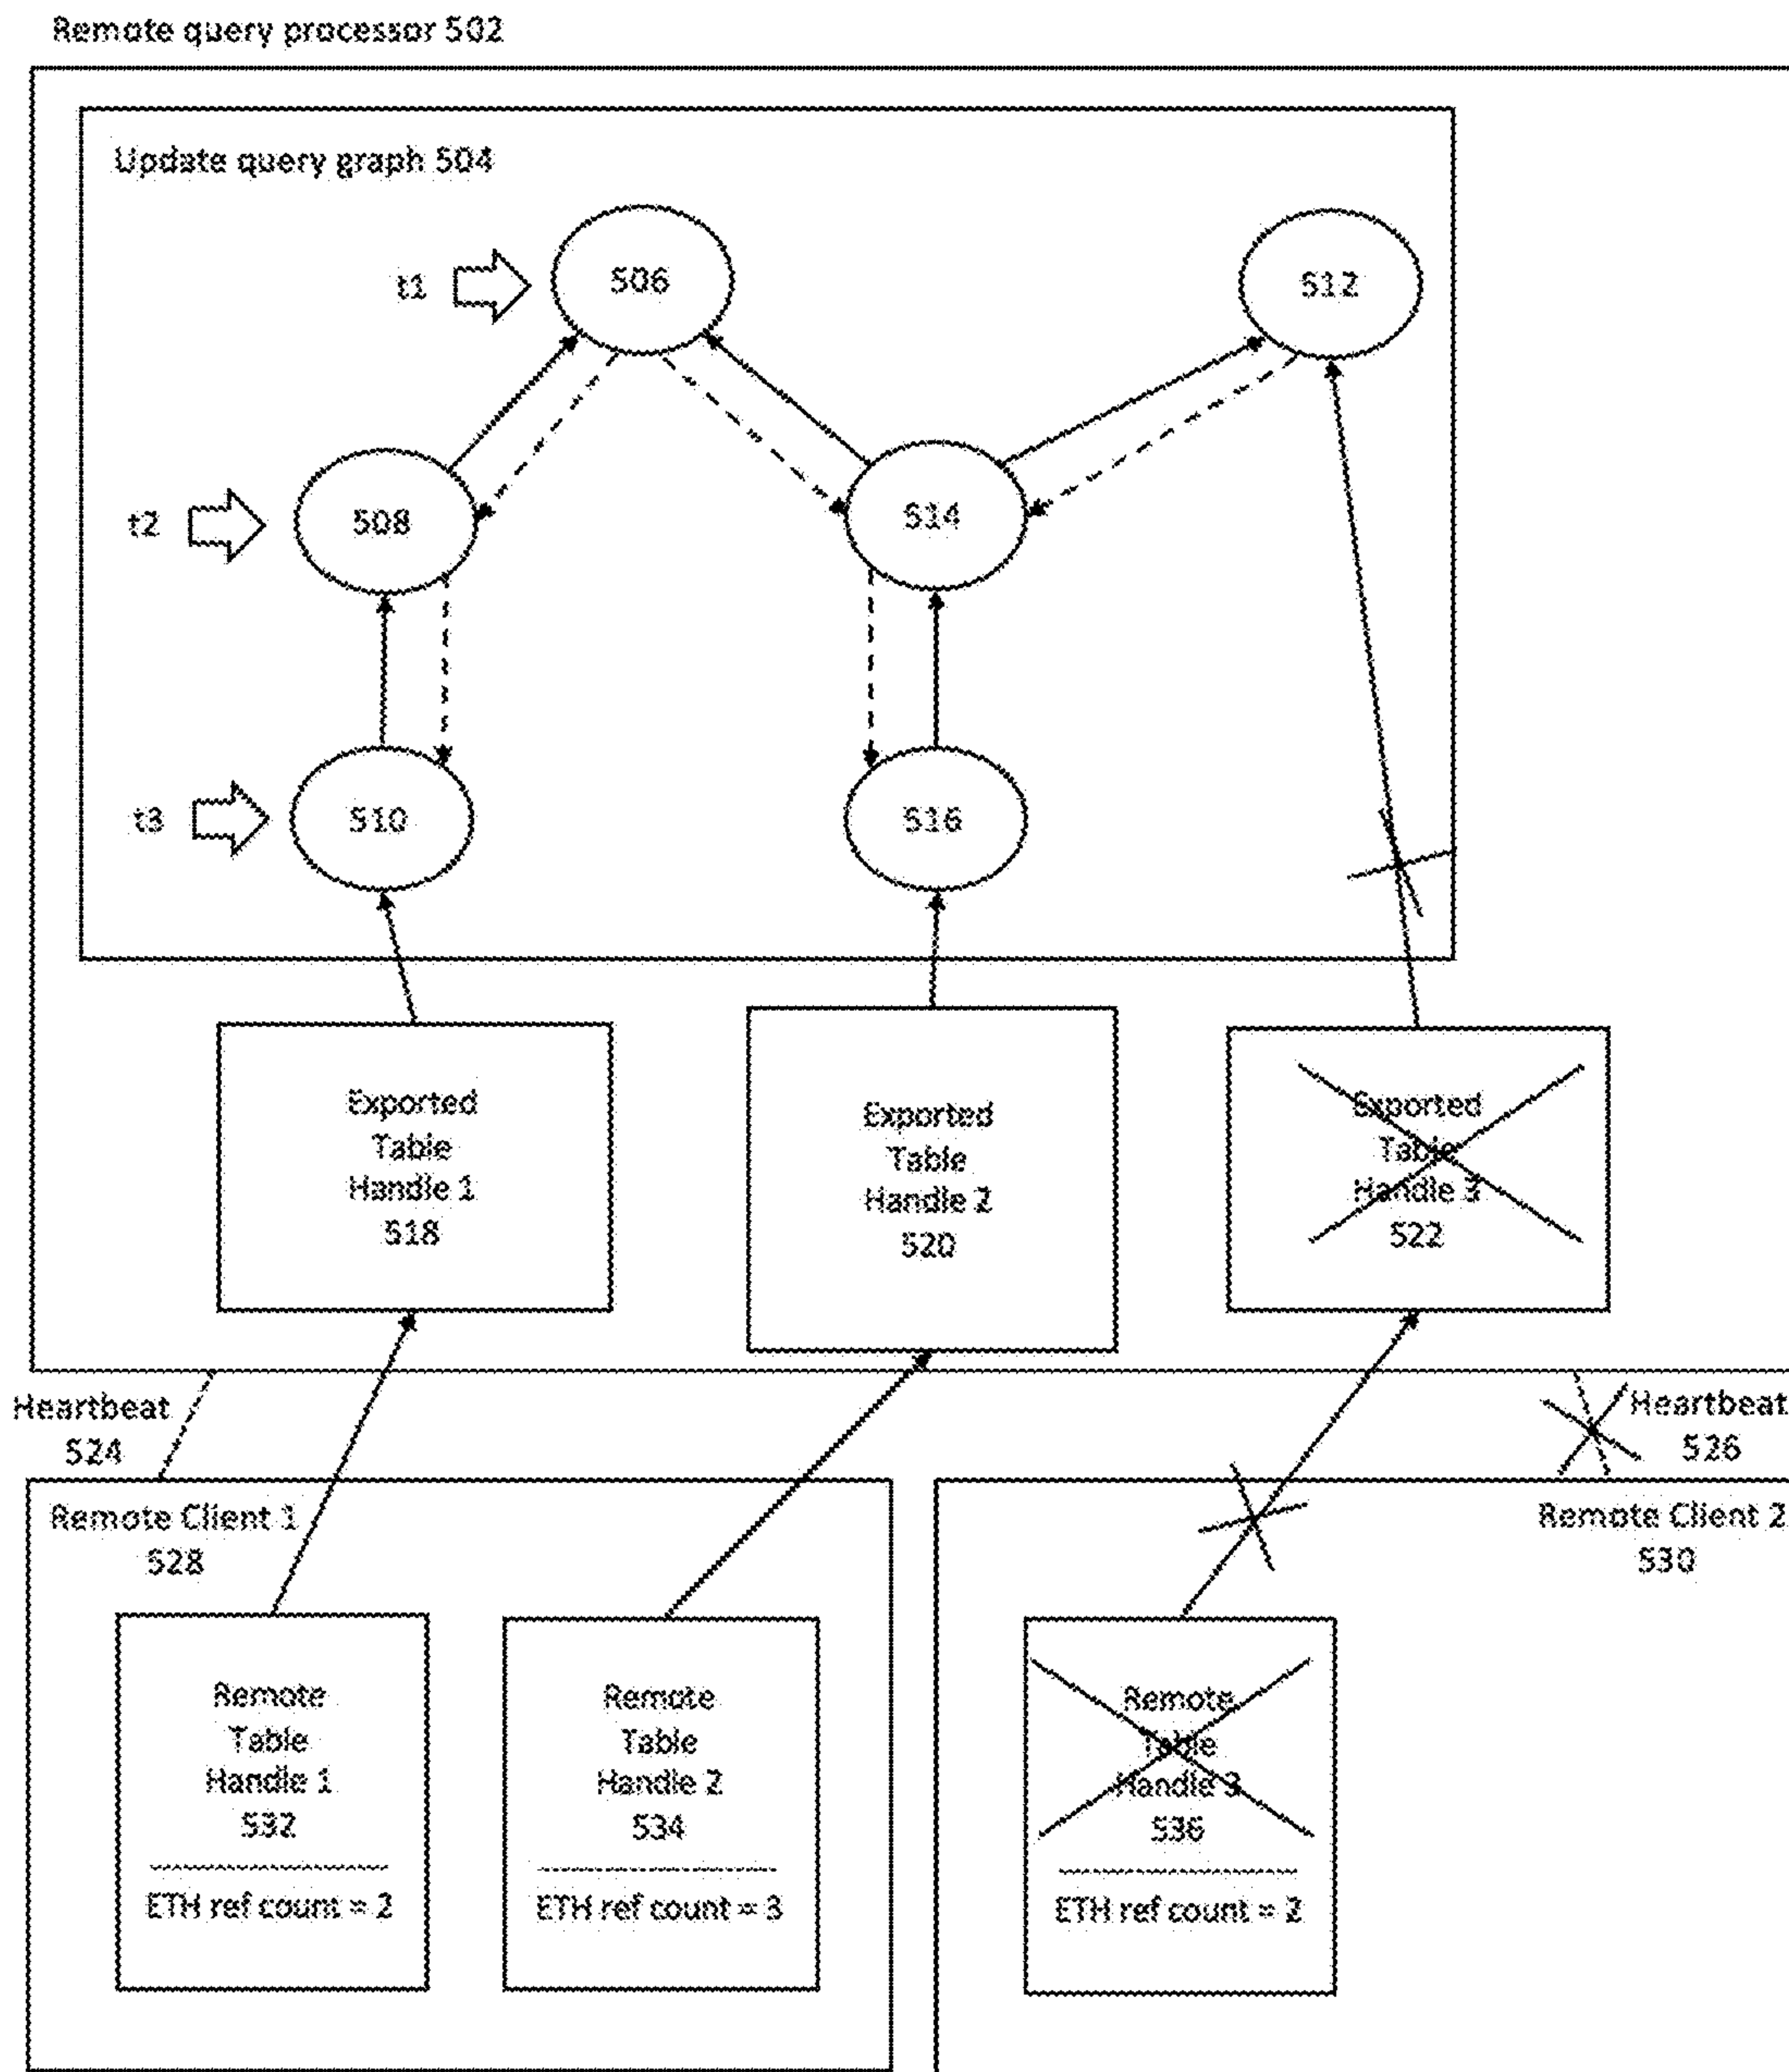 Remote query processor 502
Update query graph 504
t1
506
512
t2
508
514
t3
510
516
Exported
Table
Handle 1
518
Exported
Table
Handle 2
520
Exported
Table
Handle 3
522
Heartbeat
524
Heartbeat
526
Remote Client 1
528
Remote Client 2
530
Remote
Table
Handle 1
532
ETH ref count = 2
Remote
Table
Handle 2
534
ETH ref count = 3
Remote
Table
Handle 3
536
ETH ref count = 2